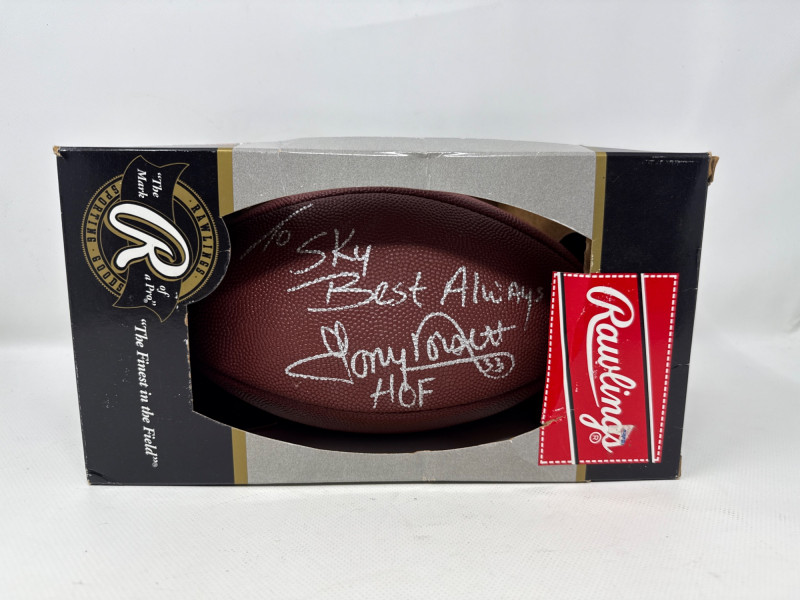 "The Mark of a Pro."
RAWLINGS
SPORTING GOODS
R
"The Finest in the Field"®
To
Sky
Best Always
Tony Dorsett
33
HOF
Rawlings®